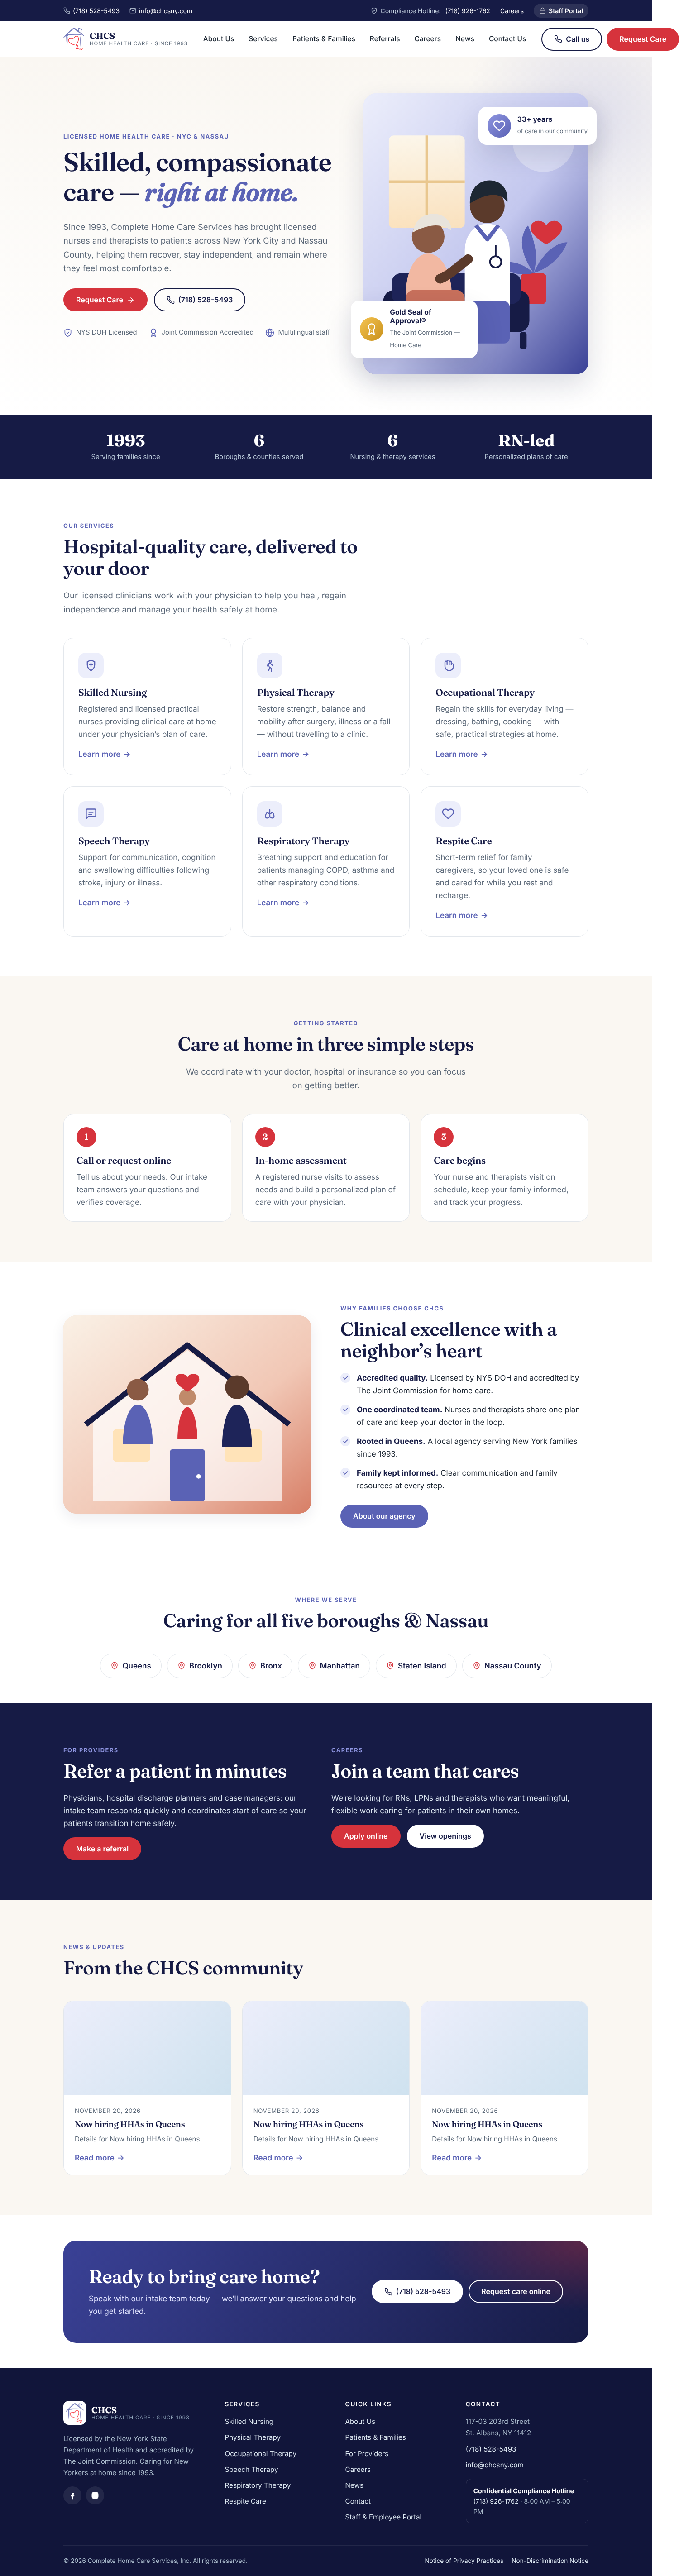 (718) 528-5493
info@chcsny.com
Compliance Hotline: (718) 926-1762
Careers
Staff Portal
CHCS
HOME HEALTH CARE · SINCE 1993
About Us
Services
Patients & Families
Referrals
Careers
News
Contact Us
Call us
Request Care
LICENSED HOME HEALTH CARE · NYC & NASSAU
Skilled, compassionate
care — right at home.
Since 1993, Complete Home Care Services has brought licensed
nurses and therapists to patients across New York City and Nassau
County, helping them recover, stay independent, and remain where
they feel most comfortable.
Request Care →
(718) 528-5493
NYS DOH Licensed
Joint Commission Accredited
Multilingual staff
33+ years
of care in our community
Gold Seal of
Approval®
The Joint Commission —
Home Care
1993
Serving families since
6
Boroughs & counties served
6
Nursing & therapy services
RN-led
Personalized plans of care
OUR SERVICES
Hospital-quality care, delivered to
your door
Our licensed clinicians work with your physician to help you heal, regain
independence and manage your health safely at home.
Skilled Nursing
Registered and licensed practical
nurses providing clinical care at home
under your physician's plan of care.
Learn more →
Physical Therapy
Restore strength, balance and
mobility after surgery, illness or a fall
— without travelling to a clinic.
Learn more →
Occupational Therapy
Regain the skills for everyday living —
dressing, bathing, cooking — with
safe, practical strategies at home.
Learn more →
Speech Therapy
Support for communication, cognition
and swallowing difficulties following
stroke, injury or illness.
Learn more →
Respiratory Therapy
Breathing support and education for
patients managing COPD, asthma and
other respiratory conditions.
Learn more →
Respite Care
Short-term relief for family
caregivers, so your loved one is safe
and cared for while you rest and
recharge.
Learn more →
GETTING STARTED
Care at home in three simple steps
We coordinate with your doctor, hospital or insurance so you can focus
on getting better.
1
Call or request online
Tell us about your needs. Our intake
team answers your questions and
verifies coverage.
2
In-home assessment
A registered nurse visits to assess
needs and build a personalized plan of
care with your physician.
3
Care begins
Your nurse and therapists visit on
schedule, keep your family informed,
and track your progress.
WHY FAMILIES CHOOSE CHCS
Clinical excellence with a
neighbor's heart
Accredited quality. Licensed by NYS DOH and accredited by
The Joint Commission for home care.
One coordinated team. Nurses and therapists share one plan
of care and keep your doctor in the loop.
Rooted in Queens. A local agency serving New York families
since 1993.
Family kept informed. Clear communication and family
resources at every step.
About our agency
WHERE WE SERVE
Caring for all five boroughs & Nassau
Queens
Brooklyn
Bronx
Manhattan
Staten Island
Nassau County
FOR PROVIDERS
Refer a patient in minutes
Physicians, hospital discharge planners and case managers: our
intake team responds quickly and coordinates start of care so your
patients transition home safely.
Make a referral
CAREERS
Join a team that cares
We're looking for RNs, LPNs and therapists who want meaningful,
flexible work caring for patients in their own homes.
Apply online
View openings
NEWS & UPDATES
From the CHCS community
NOVEMBER 20, 2026
Now hiring HHAs in Queens
Details for Now hiring HHAs in Queens
Read more →
NOVEMBER 20, 2026
Now hiring HHAs in Queens
Details for Now hiring HHAs in Queens
Read more →
NOVEMBER 20, 2026
Now hiring HHAs in Queens
Details for Now hiring HHAs in Queens
Read more →
Ready to bring care home?
Speak with our intake team today — we'll answer your questions and help
you get started.
(718) 528-5493
Request care online
CHCS
HOME HEALTH CARE · SINCE 1993
Licensed by the New York State
Department of Health and accredited by
The Joint Commission. Caring for New
Yorkers at home since 1993.
SERVICES
Skilled Nursing
Physical Therapy
Occupational Therapy
Speech Therapy
Respiratory Therapy
Respite Care
QUICK LINKS
About Us
Patients & Families
For Providers
Careers
News
Contact
Staff & Employee Portal
CONTACT
117-03 203rd Street
St. Albans, NY 11412
(718) 528-5493
info@chcsny.com
Confidential Compliance Hotline
(718) 926-1762 · 8:00 AM – 5:00
PM
© 2026 Complete Home Care Services, Inc. All rights reserved.
Notice of Privacy Practices
Non-Discrimination Notice